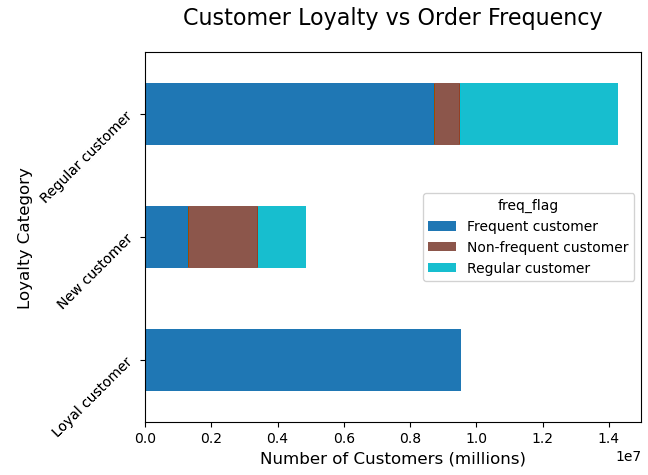 Customer Loyalty vs Order Frequency
Loyalty Category
Regular customer
New customer
Loyal customer
freq_flag
Frequent customer
Non-frequent customer
Regular customer
0.0 0.2 0.4 0.6 0.8 1.0 1.2 1.4
1e7
Number of Customers (millions)